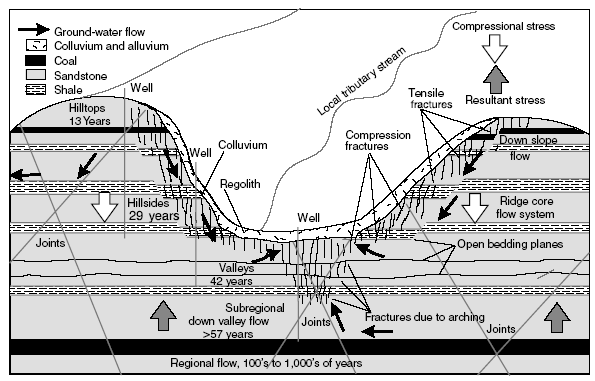 Ground-water flow
Colluvium and alluvium
Coal
Sandstone
Shale
Compressional stress
Resultant stress
Local tributary stream
Tensile
fractures
Well
Hilltops
13 Years
Well
Colluvium
Compression
fractures
Down slope
flow
Regolith
Hillsides
29 years
Well
Ridge core
flow system
Joints
Open bedding planes
Valleys
42 years
Subregional
down valley flow
>57 years
Joints
Fractures due to arching
Joints
Regional flow, 100's to 1,000's of years